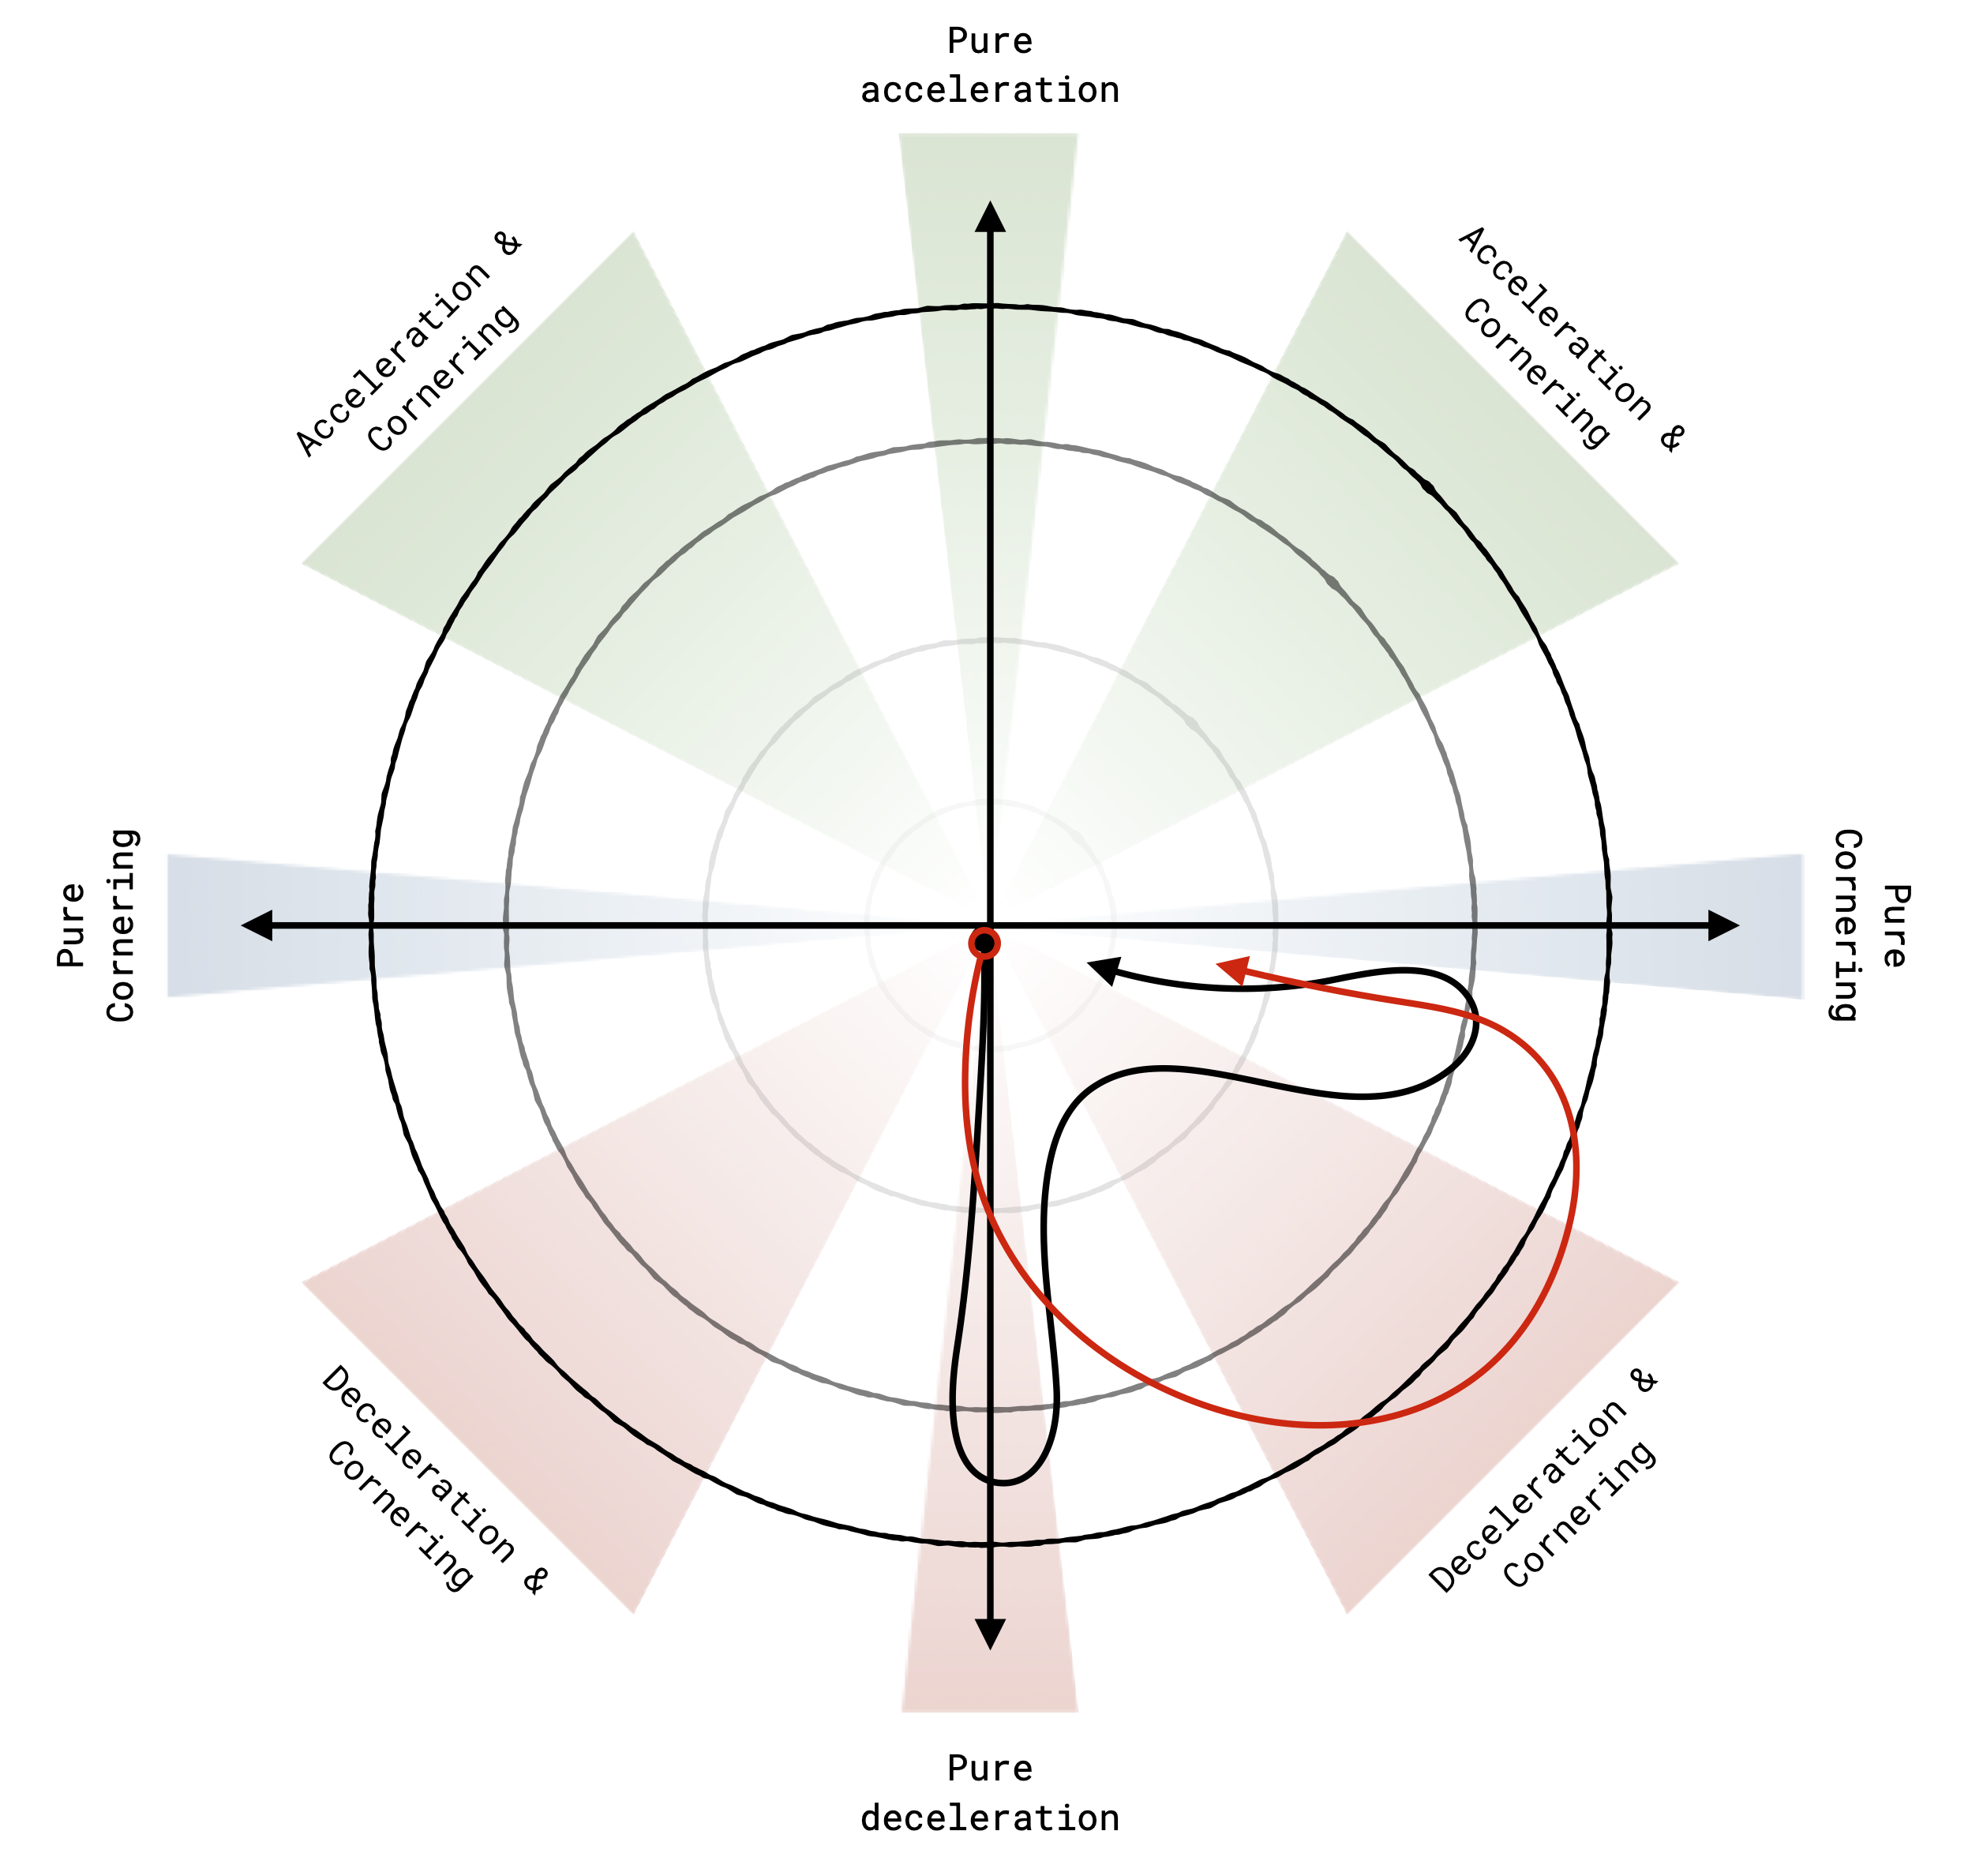 Pure
acceleration
Acceleration &
Cornering
Acceleration &
Cornering
Pure
Cornering
Pure
Cornering
Deceleration &
Cornering
Deceleration &
Cornering
Pure
deceleration